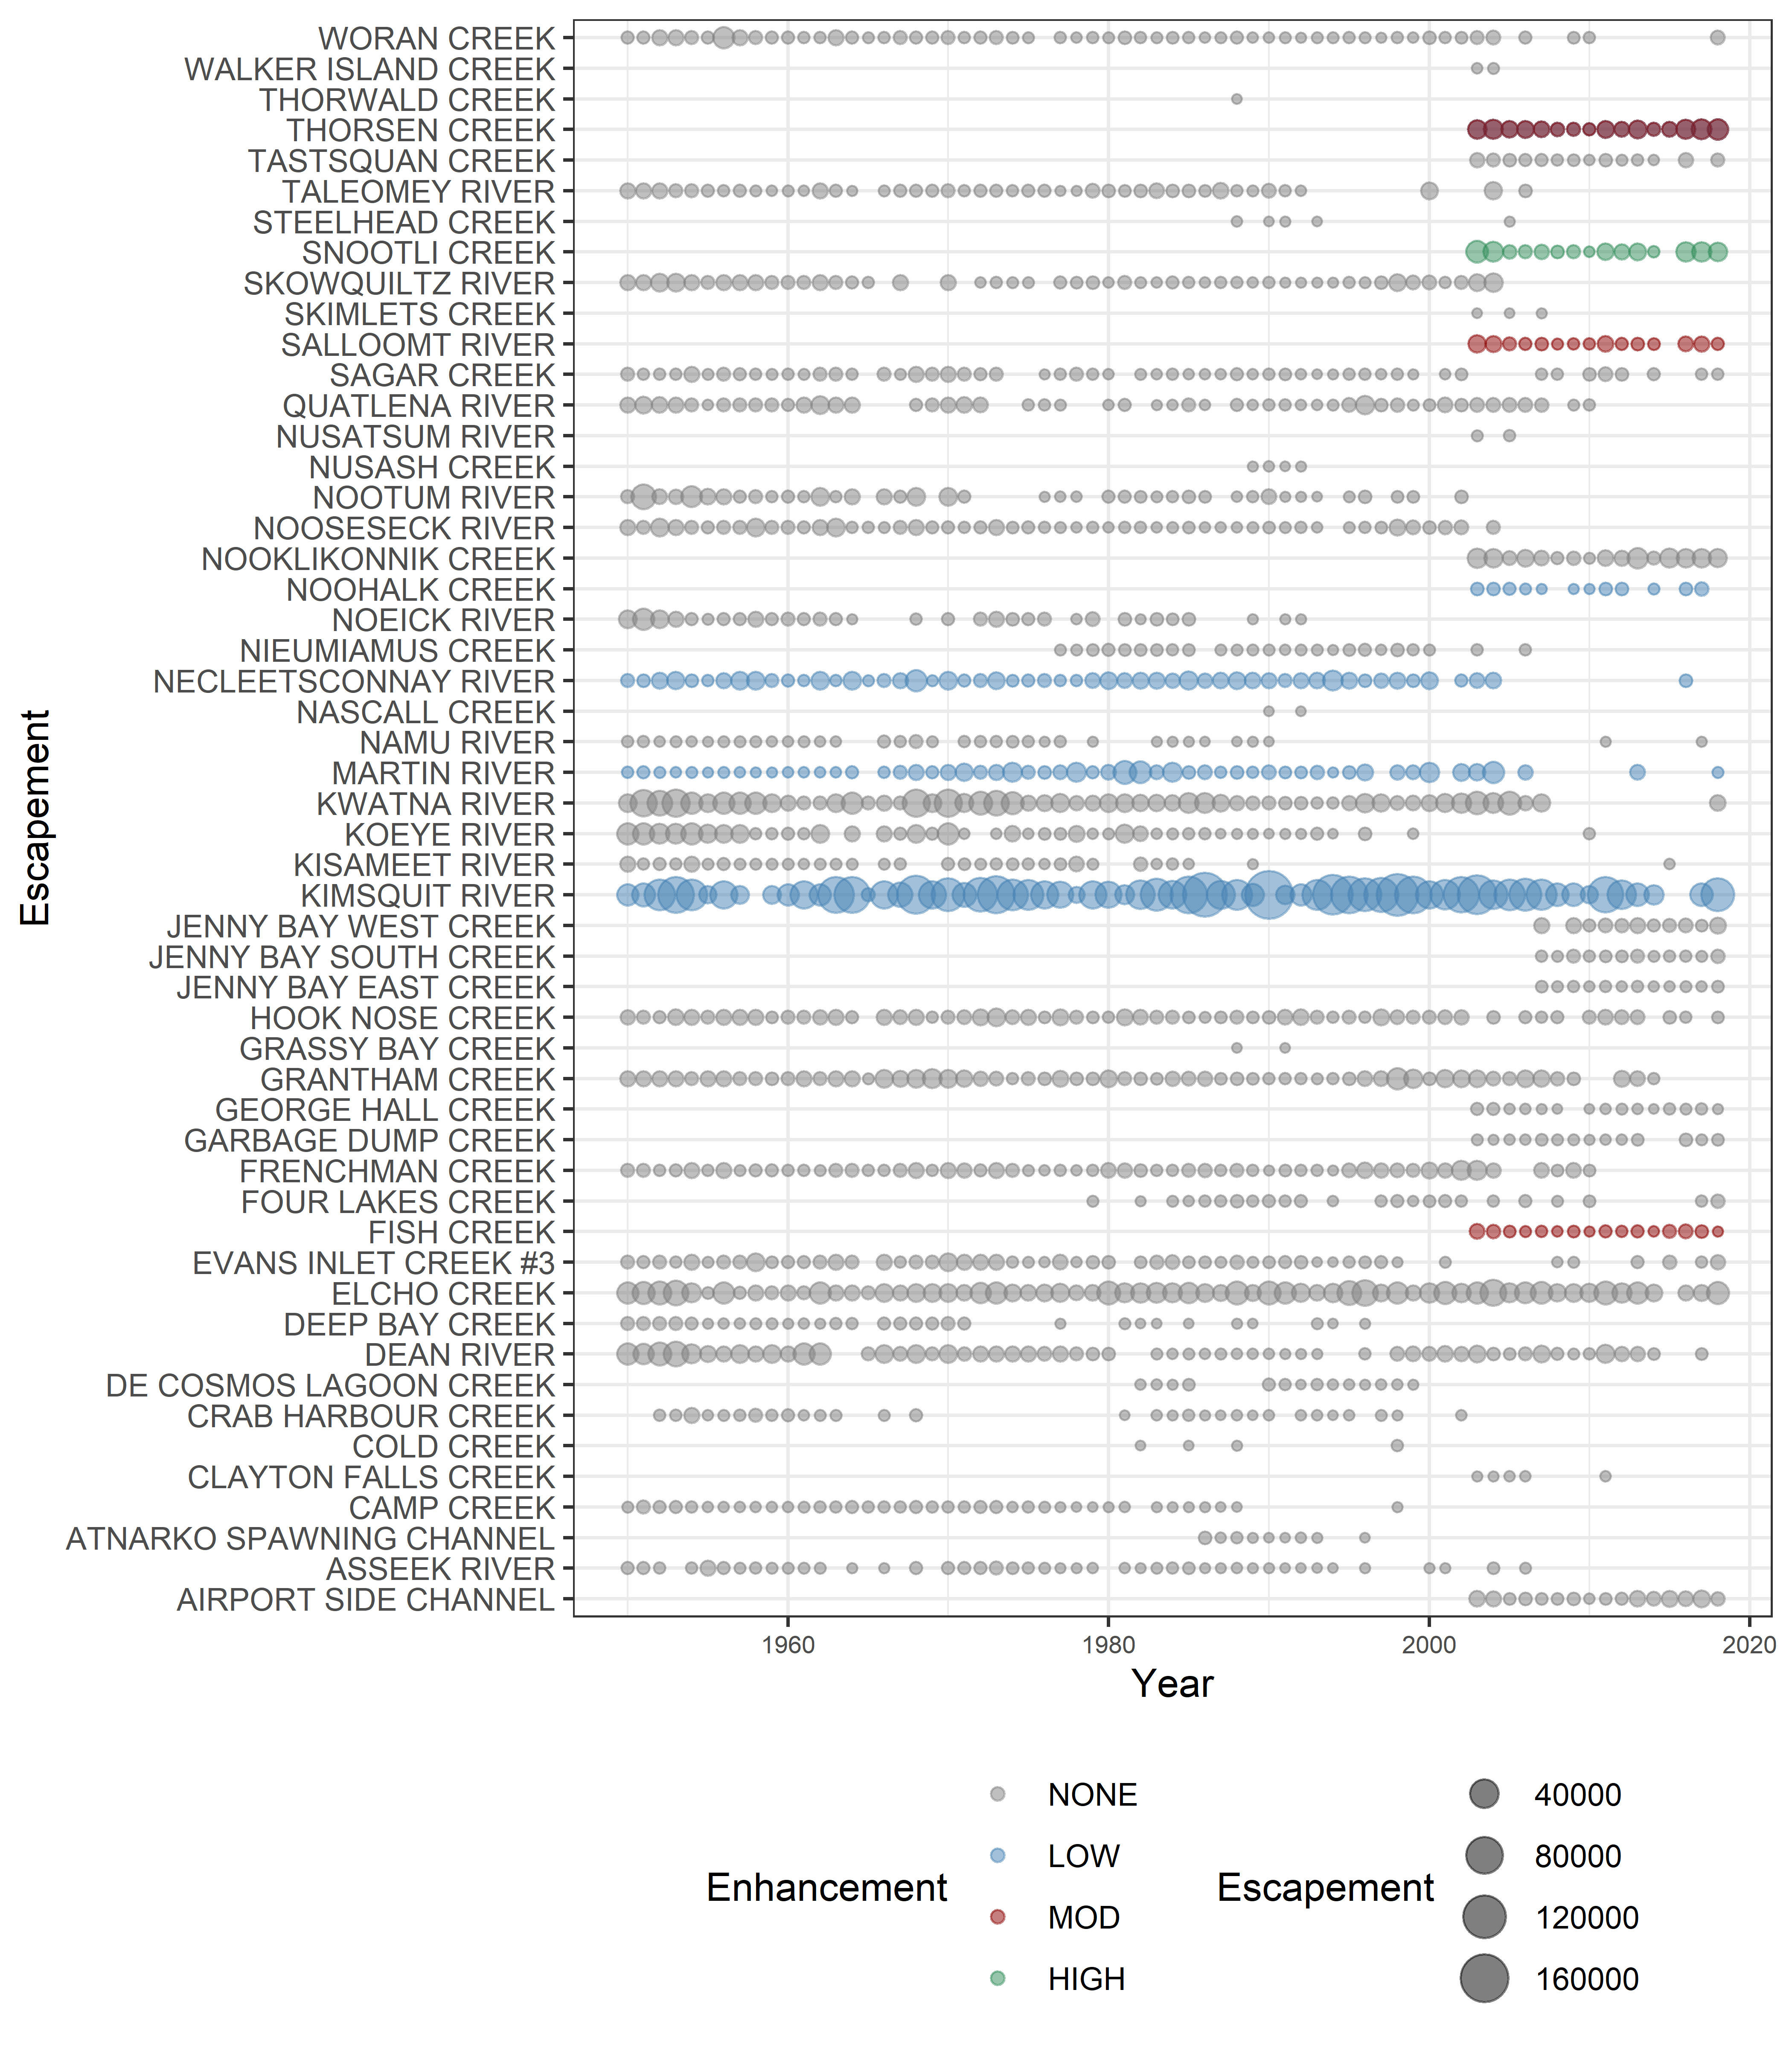 WORAN CREEK
WALKER ISLAND CREEK
THORWALD CREEK
THORSEN CREEK
TASTSQUAN CREEK
TALEOMEY RIVER
STEELHEAD CREEK
SNOOTLI CREEK
SKOWQUILTZ RIVER
SKIMLETS CREEK
SALLOOMT RIVER
SAGAR CREEK
QUATLENA RIVER
NUSATSUM RIVER
NUSASH CREEK
NOOTUM RIVER
NOOSESECK RIVER
NOOKLIKONNIK CREEK
NOOHALK CREEK
NOEICK RIVER
NIEUMIAMUS CREEK
NECLEETSCONNAY RIVER
NASCALL CREEK
NAMU RIVER
MARTIN RIVER
KWATNA RIVER
KOEYE RIVER
KISAMEET RIVER
KIMSQUIT RIVER
JENNY BAY WEST CREEK
JENNY BAY SOUTH CREEK
JENNY BAY EAST CREEK
HOOK NOSE CREEK
GRASSY BAY CREEK
GRANTHAM CREEK
GEORGE HALL CREEK
GARBAGE DUMP CREEK
FRENCHMAN CREEK
FOUR LAKES CREEK
FISH CREEK
EVANS INLET CREEK #3
ELCHO CREEK
DEEP BAY CREEK
DEAN RIVER
DE COSMOS LAGOON CREEK
CRAB HARBOUR CREEK
COLD CREEK
CLAYTON FALLS CREEK
CAMP CREEK
ATNARKO SPAWNING CHANNEL
ASSEEK RIVER
AIRPORT SIDE CHANNEL
Escapement
1960 1980 2000 2020
Year
Enhancement
NONE
LOW
MOD
HIGH
Escapement
40000
80000
120000
160000